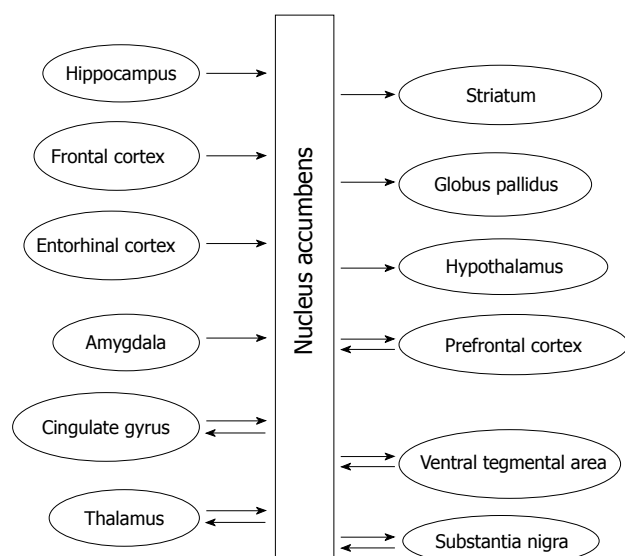 Hippocampus
Frontal cortex
Entorhinal cortex
Amygdala
Cingulate gyrus
Thalamus
Nucleus accumbens
Striatum
Globus pallidus
Hypothalamus
Prefrontal cortex
Ventral tegmental area
Substantia nigra